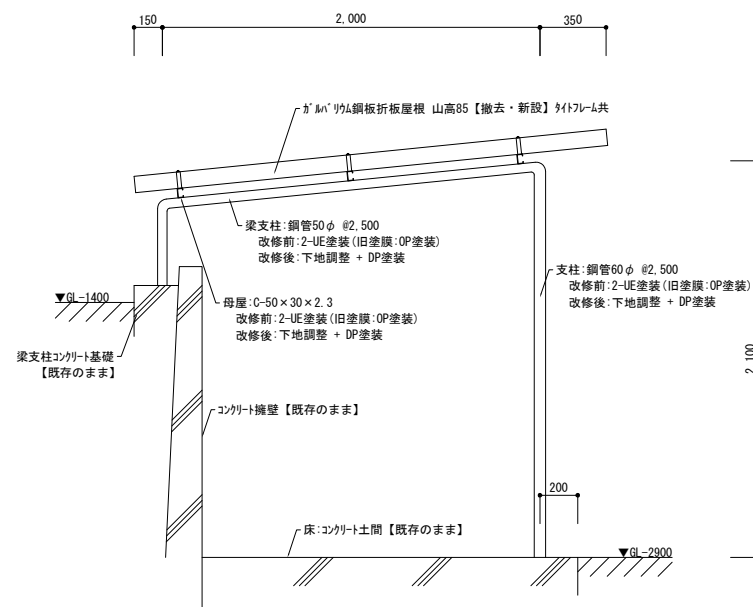 150
2,000
350
ｶﾞﾙﾊﾞﾘｳﾑ鋼板折板屋根 山高85【撤去・新設】ﾀｲﾄﾌﾚｰﾑ共
梁支柱:鋼管50φ @2,500
改修前:2-UE塗装(旧塗膜:OP塗装)
改修後:下地調整 + DP塗装
支柱:鋼管60φ @2,500
改修前:2-UE塗装(旧塗膜:OP塗装)
改修後:下地調整 + DP塗装
▼GL-1400
母屋:C-50×30×2.3
改修前:2-UE塗装(旧塗膜:OP塗装)
改修後:下地調整 + DP塗装
梁支柱ｺﾝｸﾘｰﾄ基礎
【既存のまま】
2,100
ｺﾝｸﾘｰﾄ擁壁【既存のまま】
200
床:ｺﾝｸﾘｰﾄ土間【既存のまま】
▼GL-2900